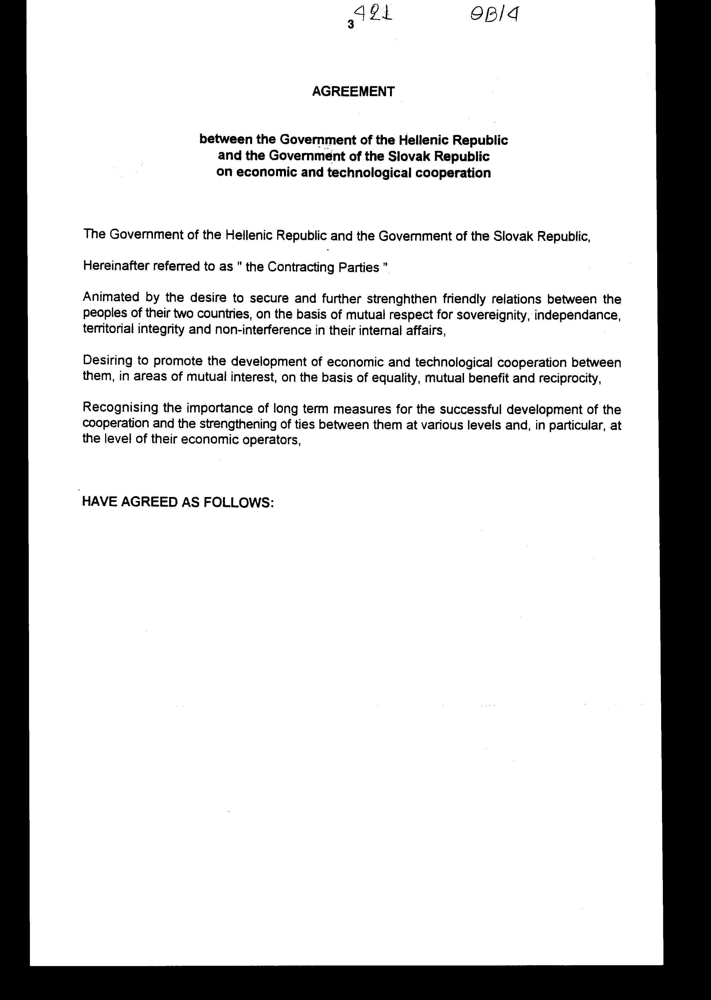 3
421 ΘΒ/4
AGREEMENT
between the Government of the Hellenic Republic
and the Government of the Slovak Republic
on economic and technological cooperation
The Government of the Hellenic Republic and the Government of the Slovak Republic,
Hereinafter referred to as " the Contracting Parties "
Animated by the desire to secure and further strenghthen friendly relations between the
peoples of their two countries, on the basis of mutual respect for sovereignity, independance,
territorial integrity and non-interference in their internal affairs,
Desiring to promote the development of economic and technological cooperation between
them, in areas of mutual interest, on the basis of equality, mutual benefit and reciprocity,
Recognising the importance of long term measures for the successful development of the
cooperation and the strengthening of ties between them at various levels and, in particular, at
the level of their economic operators,
HAVE AGREED AS FOLLOWS: